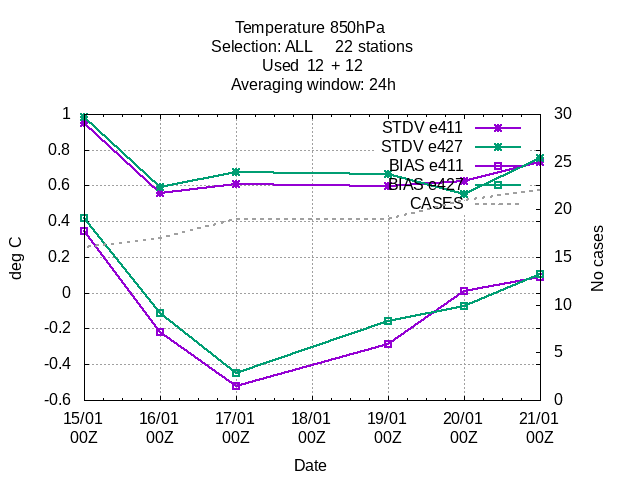 Temperature 850hPa
Selection: ALL     22 stations
Used  12  + 12
Averaging window: 24h
STDV e411
STDV e427
BIAS e411
BIAS e427
CASES
1
0.8
0.6
0.4
0.2
0
-0.2
-0.4
-0.6
deg C
30
25
20
15
10
5
0
No cases
15/01 16/01 17/01 18/01 19/01 20/01 21/01
00Z 00Z 00Z 00Z 00Z 00Z 00Z
Date